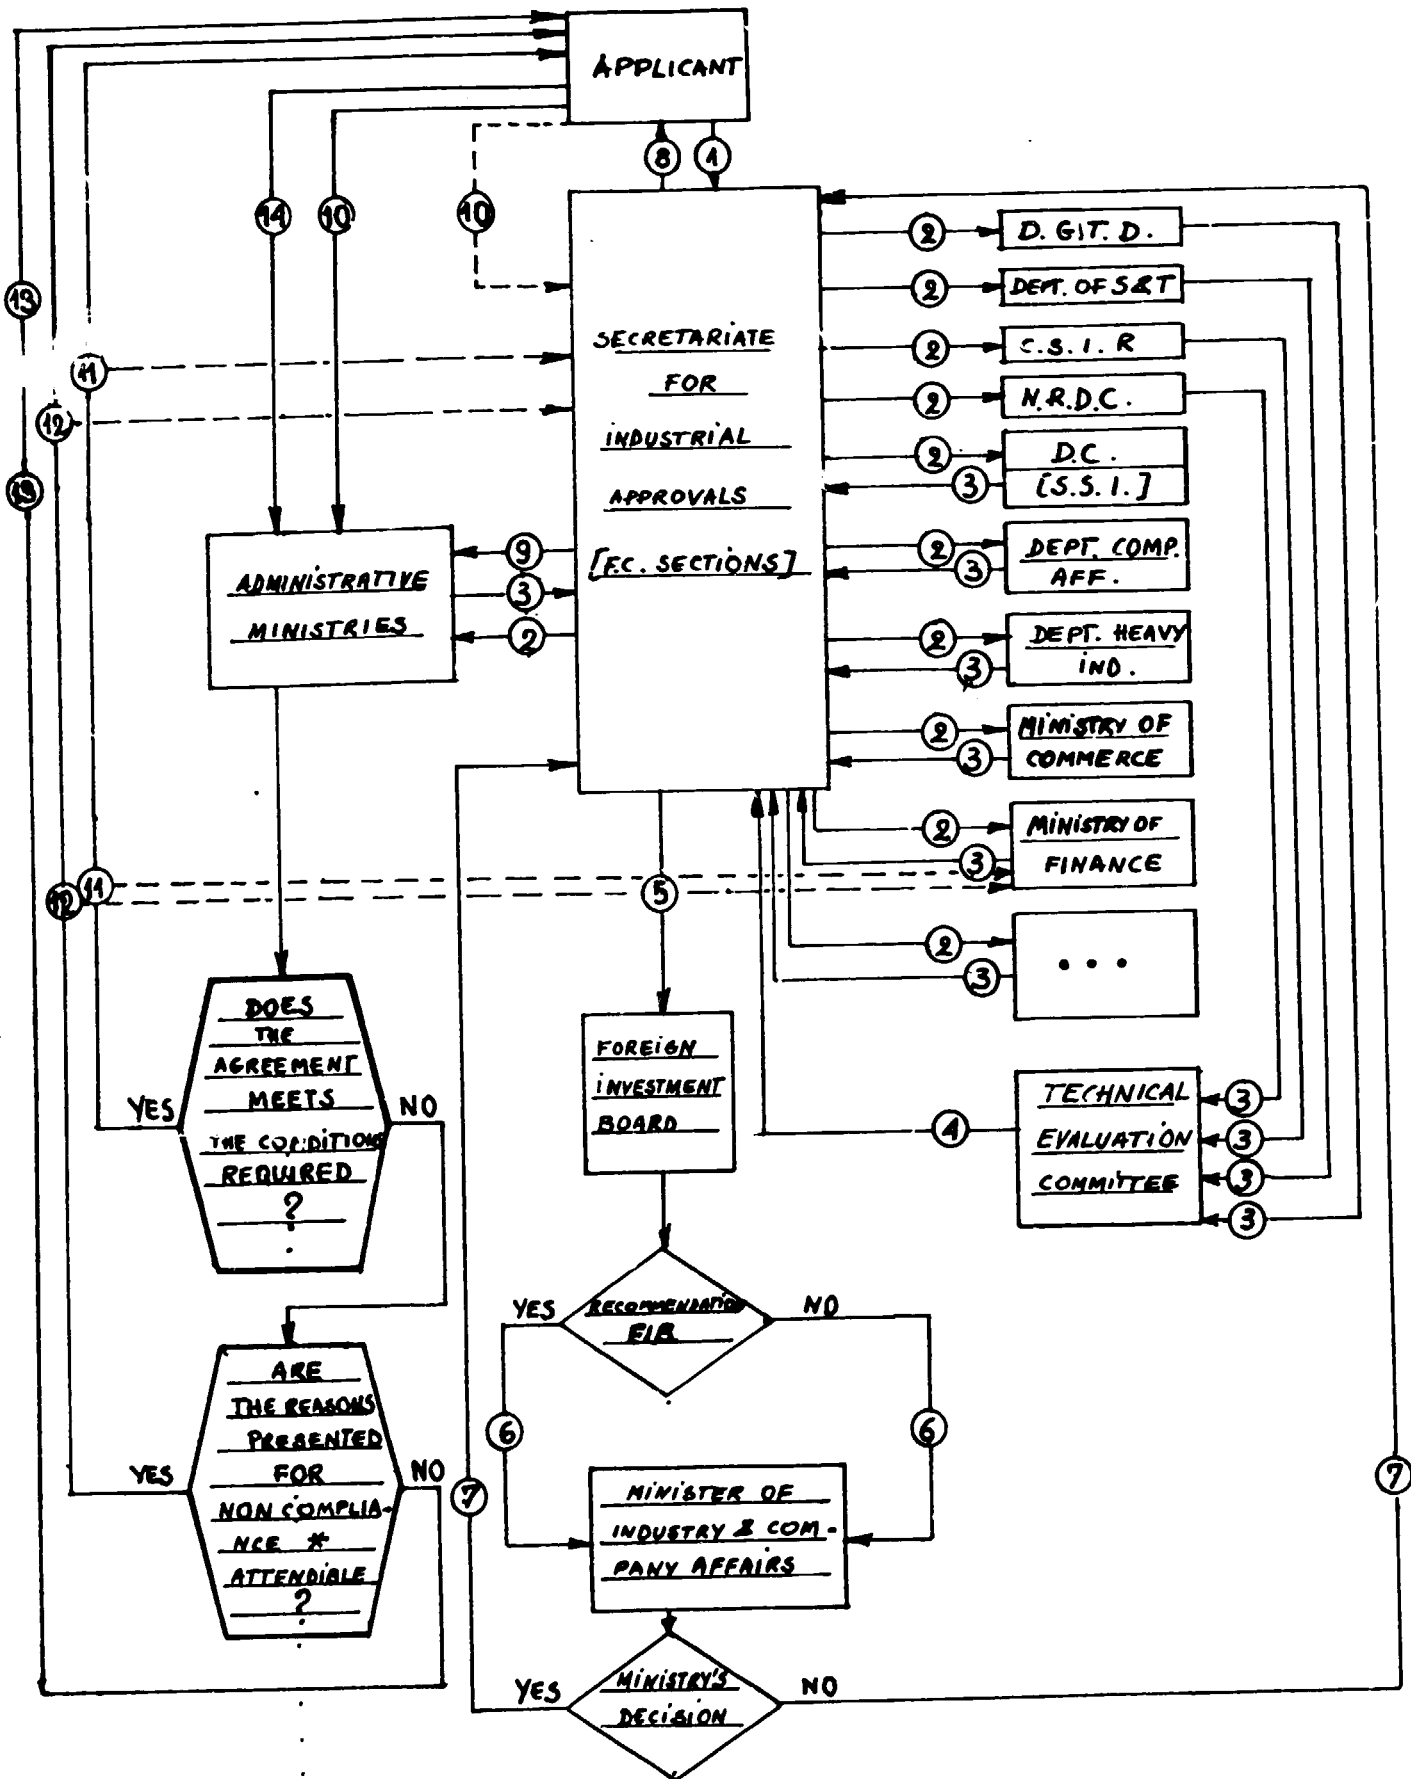 APPLICANT
8
1
14
10
10
2
D. GIT. D.
13
2
DEPT. OF S&T
SECRETARIATE
FOR
INDUSTRIAL
APPROVALS
[F.C. SECTIONS]
2
C.S.I.R
11
2
N.R.D.C.
12
2
D.C.
3
[S.S.I.]
13
9
3
2
ADMINISTRATIVE
MINISTRIES
2
DEPT. COMP.
3
AFF.
2
DEPT. HEAVY
3
IND.
2
MINISTRY OF
3
COMMERCE
2
MINISTRY OF
3
FINANCE
11
12
5
2
3
• • •
DOES
THE
AGREEMENT
MEETS
THE CONDITIONS
REQUIRED
?
YES
NO
FOREIGN
INVESTMENT
BOARD
TECHNICAL
EVALUATION
COMMITTEE
4
3
3
3
3
YES
RECOMMENDATION
FIB
NO
6
6
ARE
THE REASONS
PRESENTED
FOR
NON COMPLIA-
NCE *
ATTENDIBLE
?
YES
NO
7
7
MINISTER OF
INDUSTRY & COM-
PANY AFFAIRS
YES
MINISTRY'S
DECISION
NO